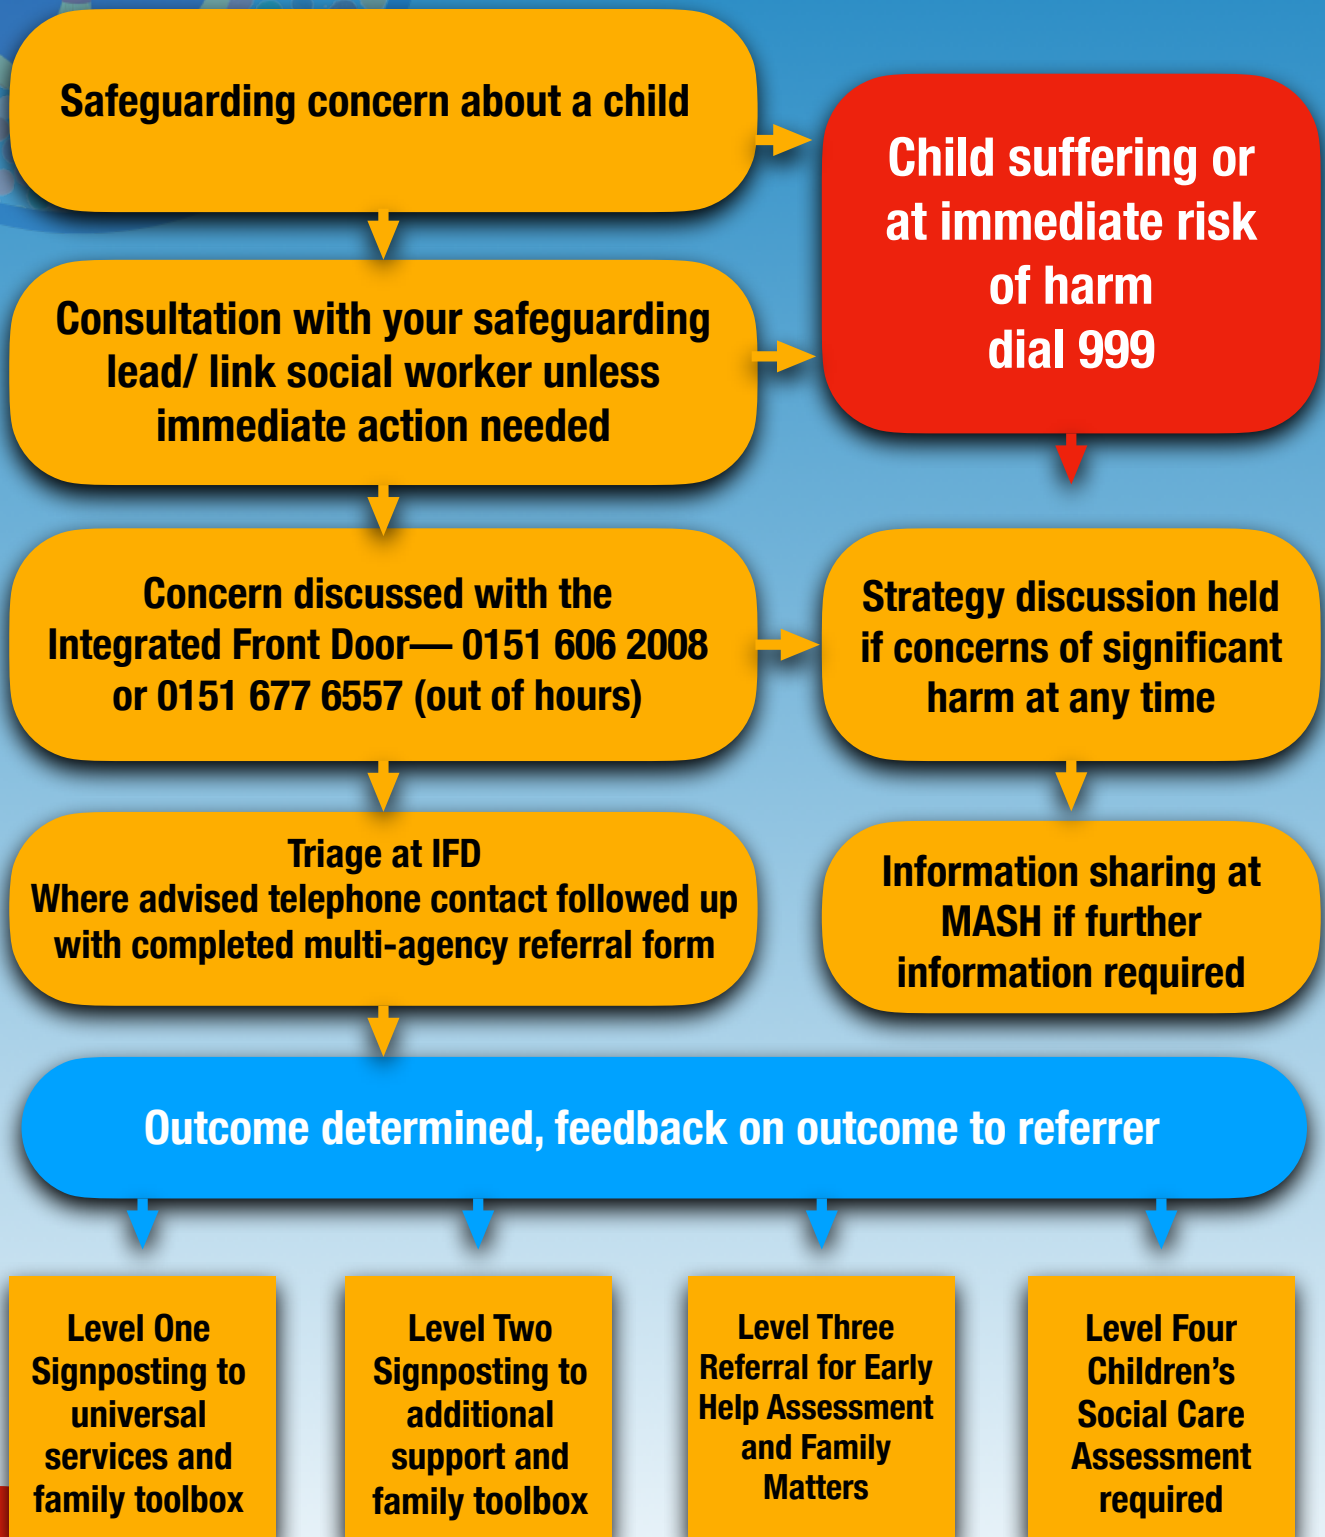 Safeguarding concern about a child
Child suffering or
at immediate risk
of harm
dial 999
Consultation with your safeguarding
lead/ link social worker unless
immediate action needed
Concern discussed with the
Integrated Front Door— 0151 606 2008
or 0151 677 6557 (out of hours)
Strategy discussion held
if concerns of significant
harm at any time
Triage at IFD
Where advised telephone contact followed up
with completed multi-agency referral form
Information sharing at
MASH if further
information required
Outcome determined, feedback on outcome to referrer
Level One
Signposting to
universal
services and
family toolbox
Level Two
Signposting to
additional
support and
family toolbox
Level Three
Referral for Early
Help Assessment
and Family
Matters
Level Four
Children’s
Social Care
Assessment
required